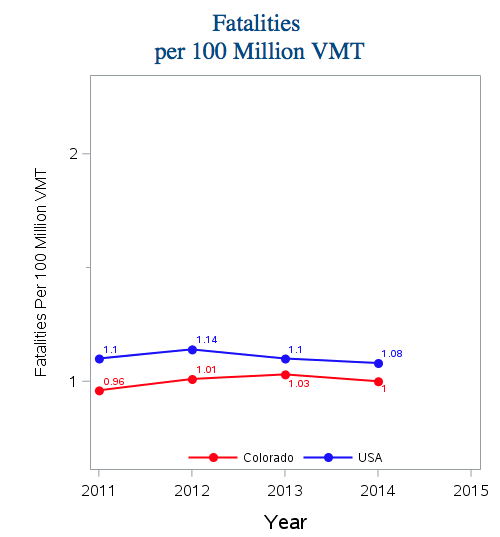 Fatalities
per 100 Million VMT
Fatalities Per 100 Million VMT
2
1
1.1
1.14
1.1
1.08
0.96
1.01
1.03
1
Colorado
USA
2011
2012
2013
2014
2015
Year